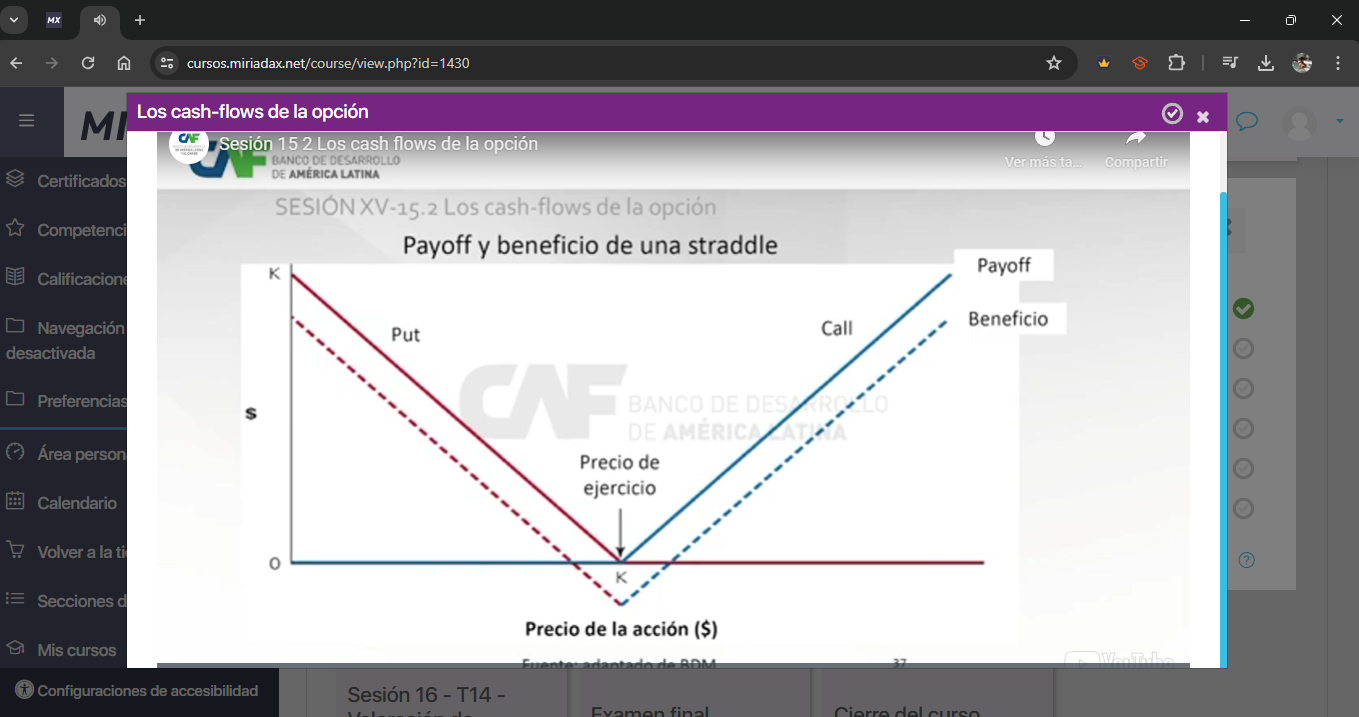 MX
cursos.miriadax.net/course/view.php?id=1430
Los cash-flows de la opción
Sesión 15 2 Los cash flows de la opción
Ver más ta...
Compartir
CAF
BANCO DE DESARROLLO
DE AMÉRICA LATINA
SESIÓN XV-15.2 Los cash-flows de la opción
Payoff y beneficio de una straddle
K
Payoff
Beneficio
Put
Call
CAF
BANCO DE DESARROLLO
DE AMÉRICA LATINA
$
Precio de
ejercicio
0
K
Precio de la acción ($)
Fuente: adantado de BDM
37
YouTube
Certificados
Competenci
Calificacione
Navegación
desactivada
Preferencias
Área person
Calendario
Volver a la ti
Secciones d
Mis cursos
Configuraciones de accesibilidad
Sesión 16 - T14 -
Valoración de
Examen final
Cierre del curso